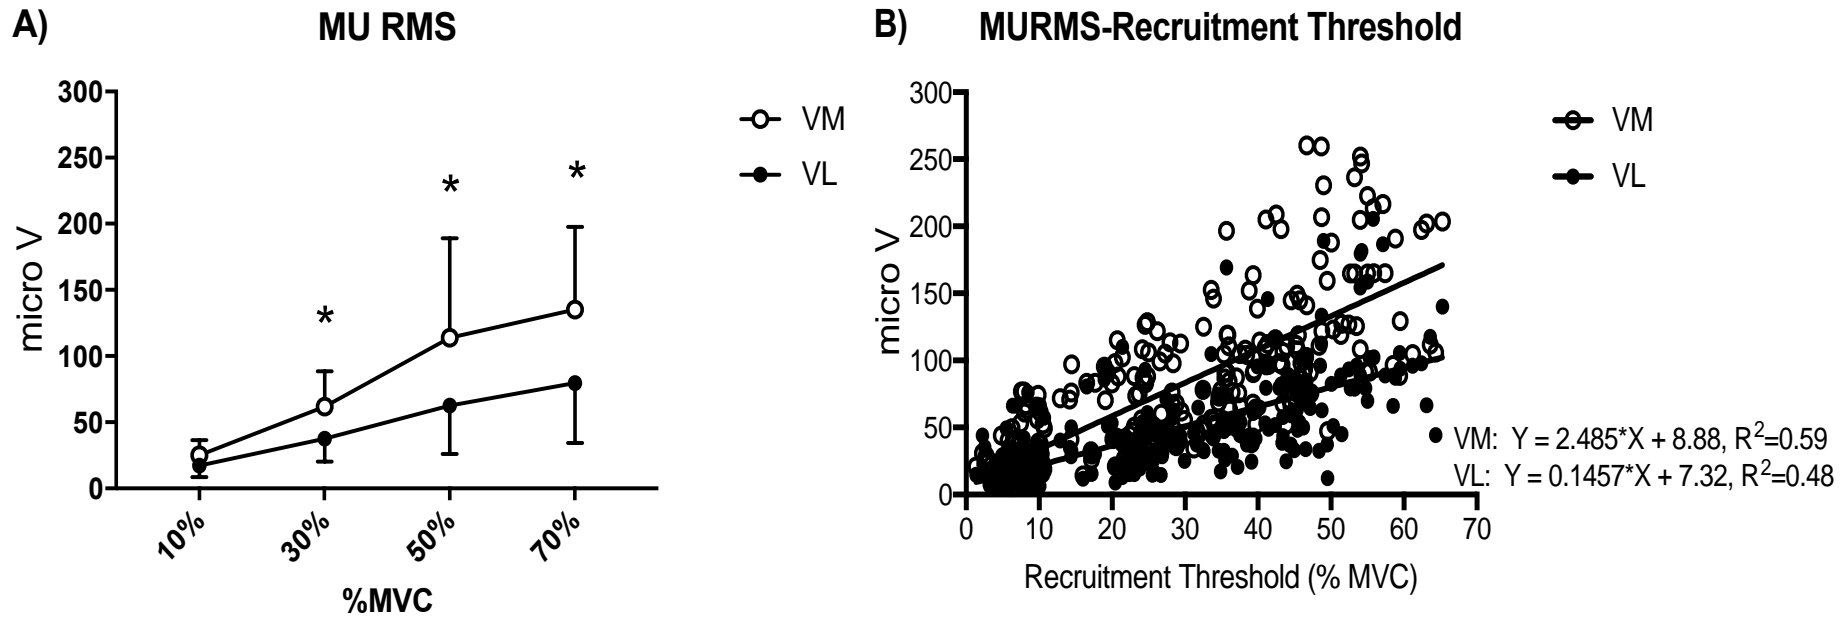 A)
MU RMS
300
250
200
150
100
50
0
micro V
*
*
*
10%
30%
50%
70%
%MVC
VM
VL
B)
MURMS-Recruitment Threshold
300
250
200
150
100
50
0
micro V
0 10 20 30 40 50 60 70
Recruitment Threshold (% MVC)
VM
VL
VM: Y = 2.485*X + 8.88, R²=0.59
VL: Y = 0.1457*X + 7.32, R²=0.48